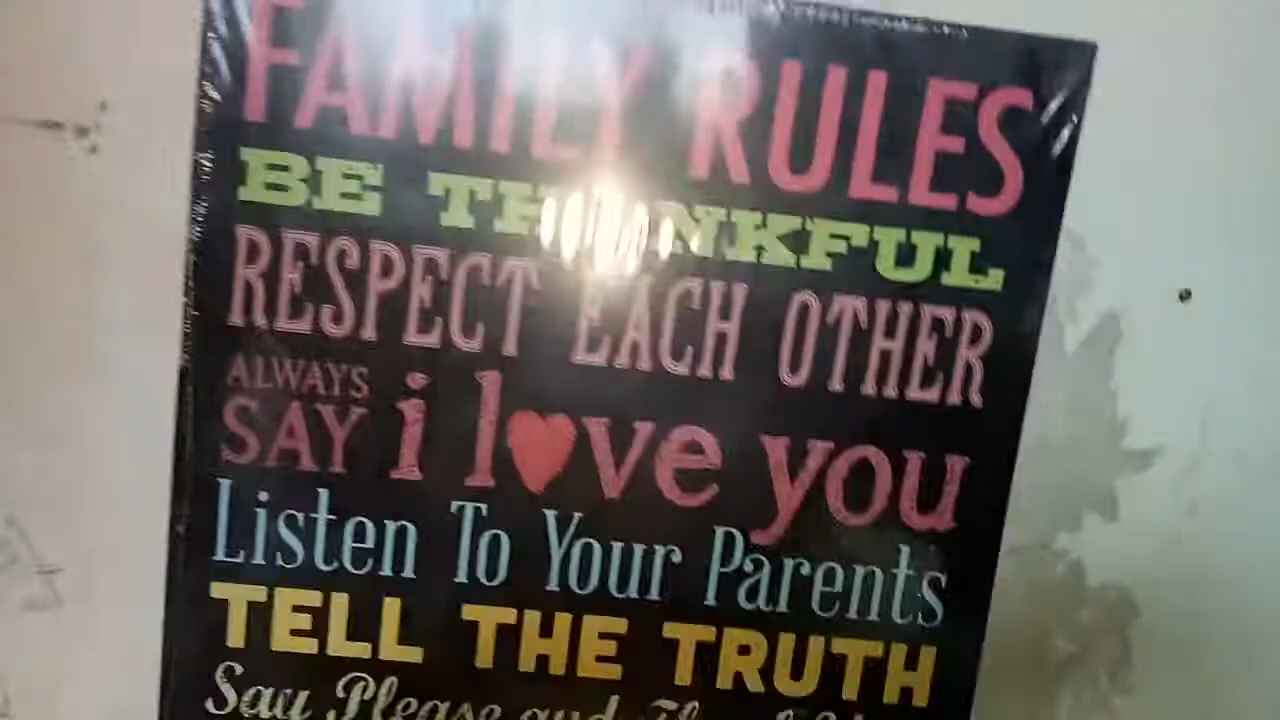 FAMILY RULES
BE THANKFUL
RESPECT EACH OTHER
ALWAYS
SAY i love you
Listen To Your Parents
TELL THE TRUTH
Say Please and